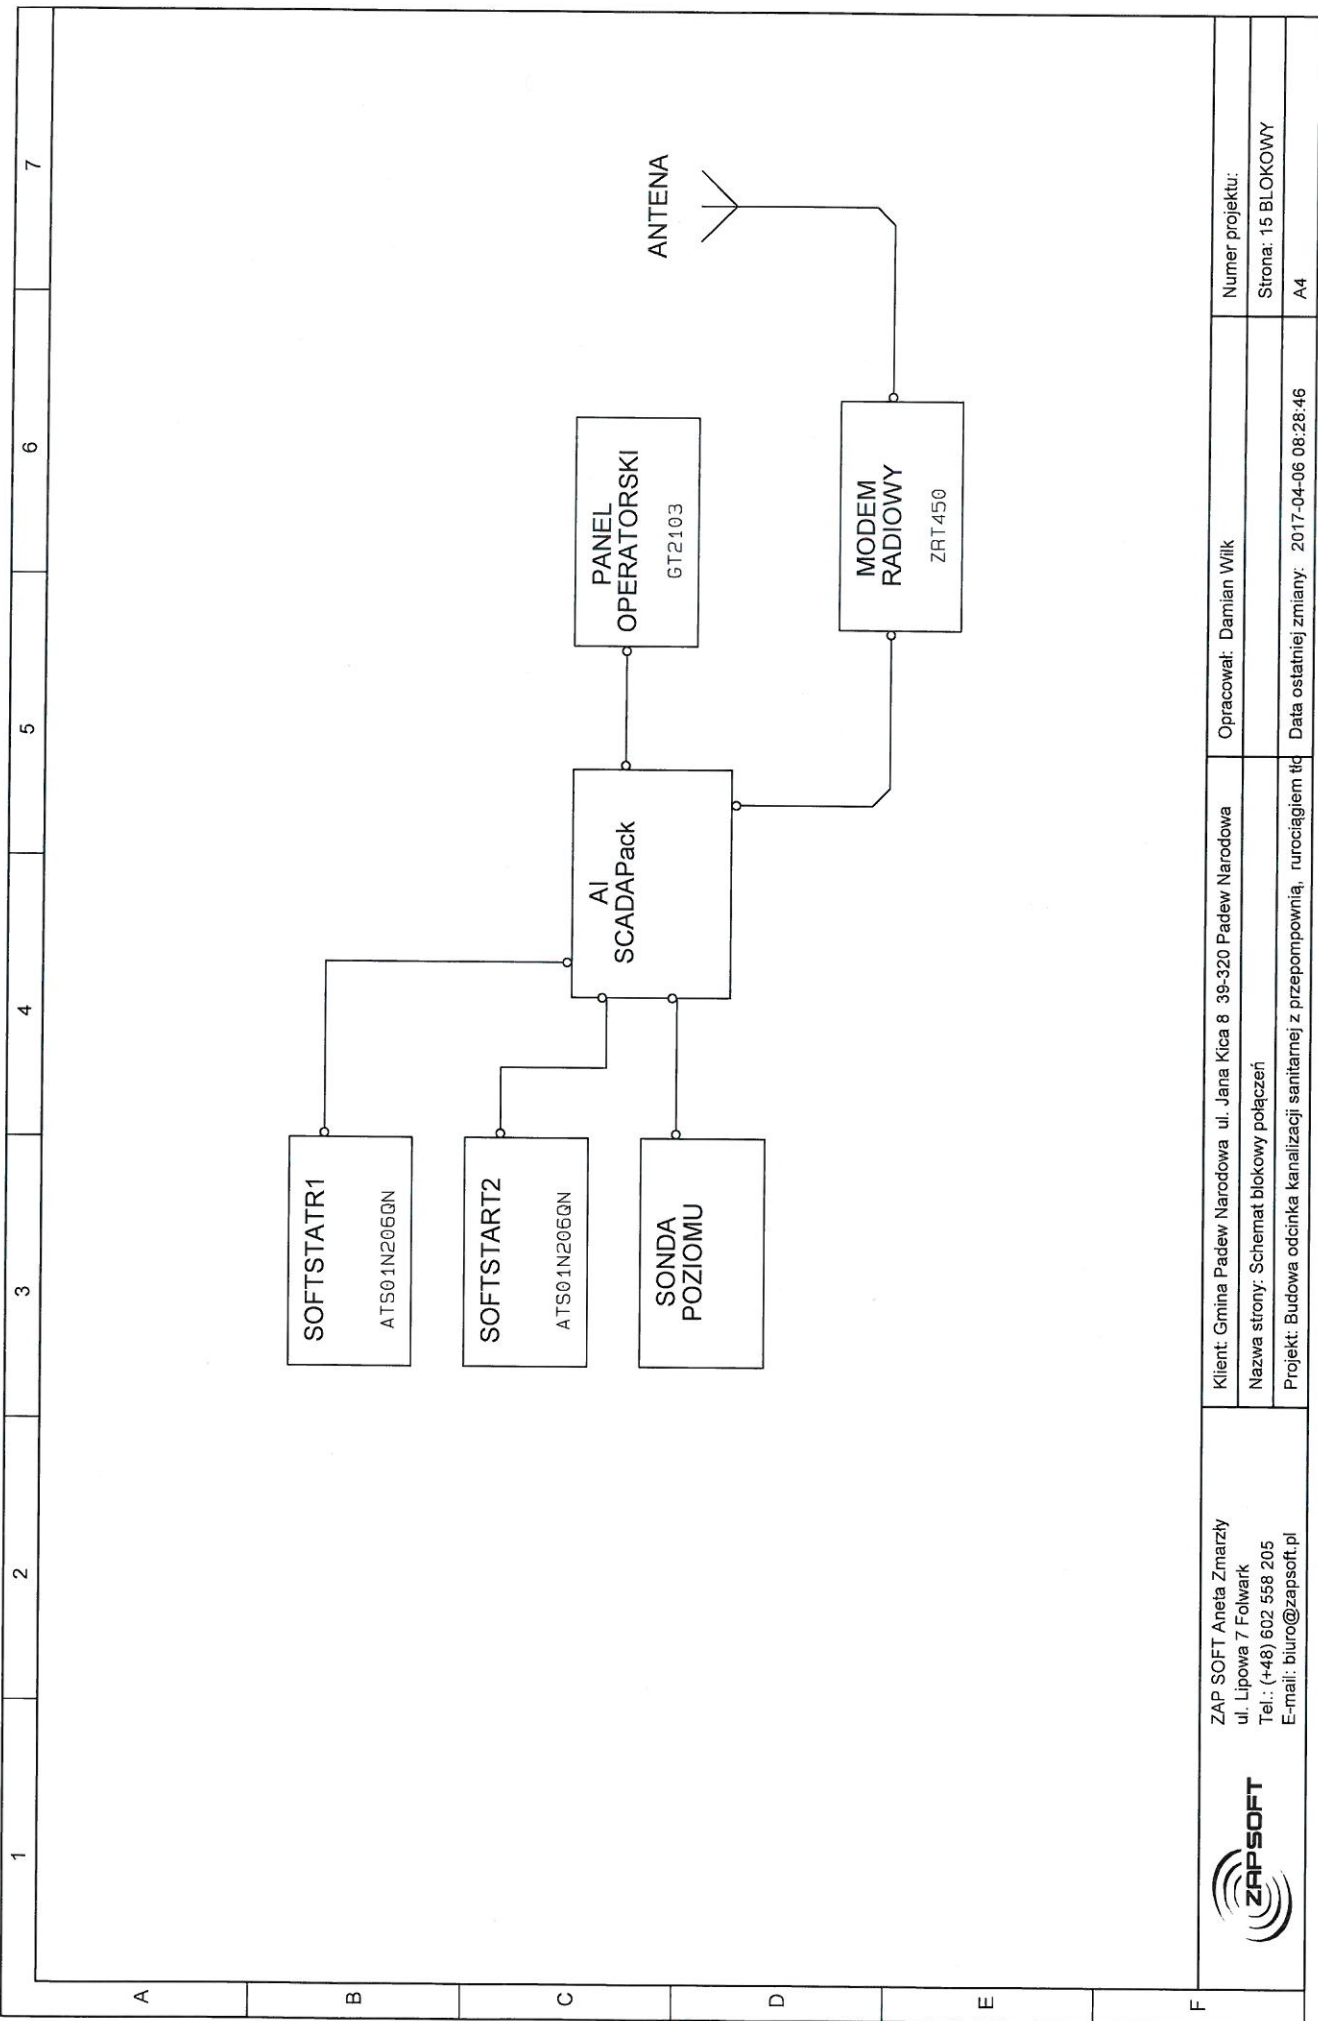 1
2
3
4
5
6
7
A
B
C
D
E
F
SOFTSTATR1
ATS01N206QN
SOFTSTART2
ATS01N206QN
SONDA
POZIOMU
AI
SCADAPack
PANEL
OPERATORSKI
GT2103
MODEM
RADIOWY
ZRT450
ANTENA
ZAPSOFT
ZAP SOFT Aneta Zmarzły
ul. Lipowa 7 Folwark
Tel.: (+48) 602 558 205
E-mail: biuro@zapsoft.pl
Klient: Gmina Padew Narodowa ul. Jana Kica 8 39-320 Padew Narodowa
Nazwa strony: Schemat blokowy połączeń
Projekt: Budowa odcinka kanalizacji sanitarnej z przepompownią, rurociągiem tło
Opracował: Damian Wilk
Data ostatniej zmiany: 2017-04-06 08:28:46
Numer projektu:
Strona: 15 BLOKOWY
A4